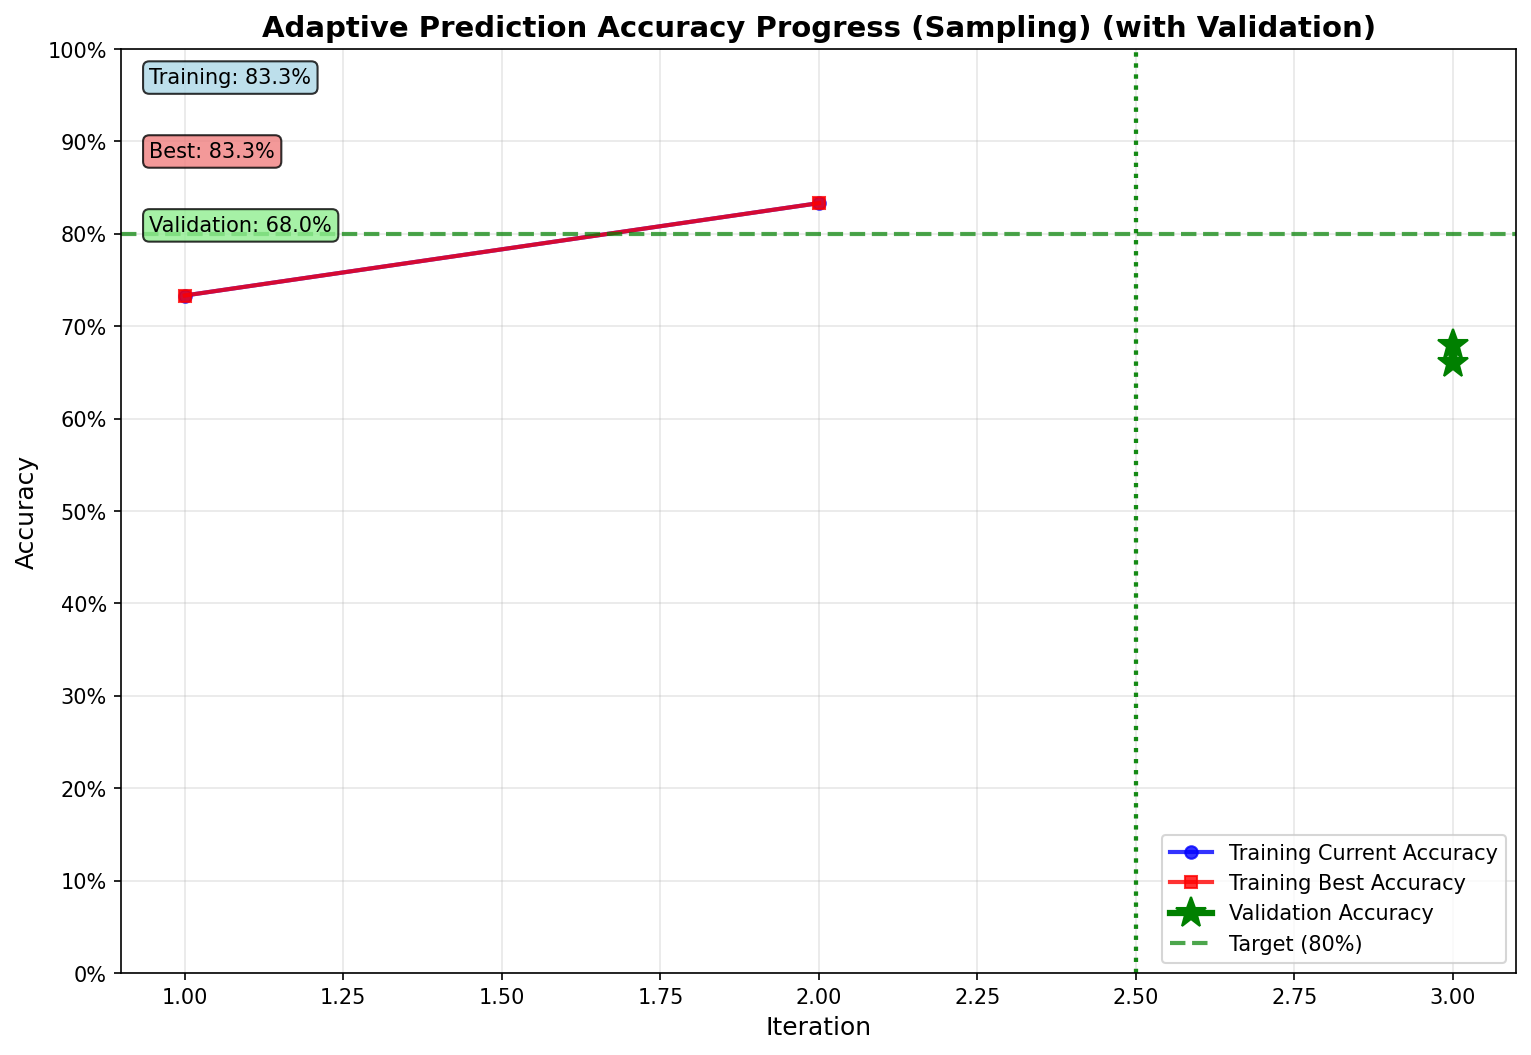 Adaptive Prediction Accuracy Progress (Sampling) (with Validation)
100%
90%
80%
70%
60%
50%
40%
30%
20%
10%
0%
Accuracy
Training: 83.3%
Best: 83.3%
Validation: 68.0%
Training Current Accuracy
Training Best Accuracy
Validation Accuracy
Target (80%)
1.00 1.25 1.50 1.75 2.00 2.25 2.50 2.75 3.00
Iteration